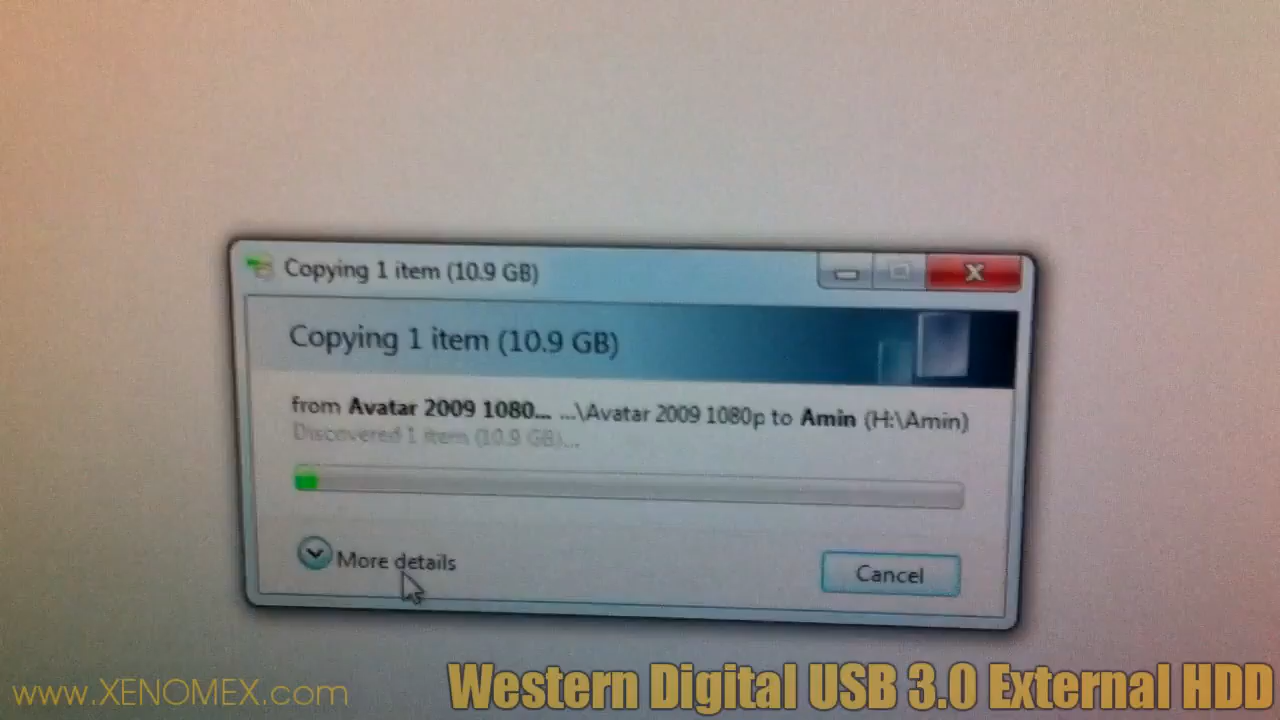 Copying 1 item (10.9 GB)
Copying 1 item (10.9 GB)
from Avatar 2009 1080... ...\Avatar 2009 1080p to Amin (H:\Amin)
Discovered 1 item (10.9 GB)...
More details
Cancel
www.XENOMEX.com
Western Digital USB 3.0 External HDD